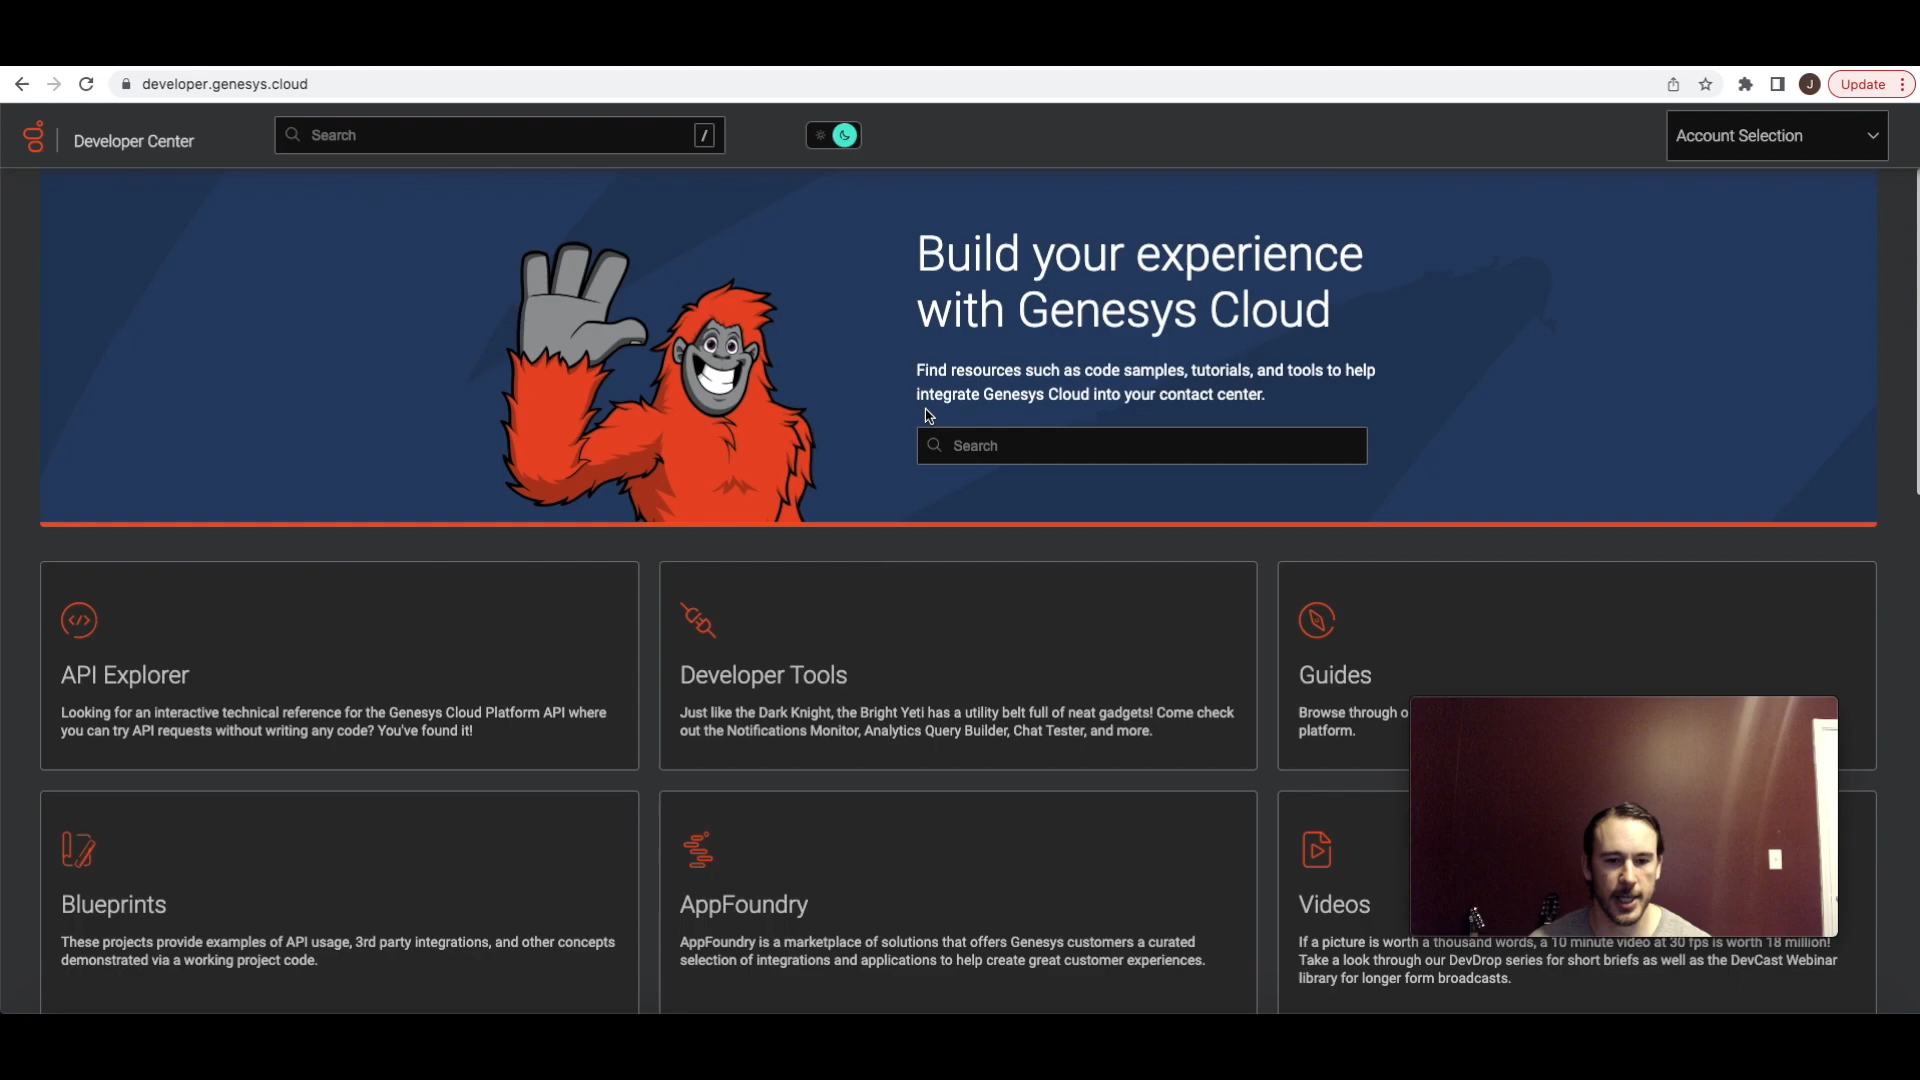 developer.genesys.cloud
J
Update
Developer Center
Search
/
Account Selection
Build your experience
with Genesys Cloud
Find resources such as code samples, tutorials, and tools to help
integrate Genesys Cloud into your contact center.
Search
API Explorer
Looking for an interactive technical reference for the Genesys Cloud Platform API where
you can try API requests without writing any code? You've found it!
Developer Tools
Just like the Dark Knight, the Bright Yeti has a utility belt full of neat gadgets! Come check
out the Notifications Monitor, Analytics Query Builder, Chat Tester, and more.
Guides
Browse through
platform.
Blueprints
These projects provide examples of API usage, 3rd party integrations, and other concepts
demonstrated via a working project code.
AppFoundry
AppFoundry is a marketplace of solutions that offers Genesys customers a curated
selection of integrations and applications to help create great customer experiences.
Videos
If a picture is worth a thousand words, a 10 minute video at 30 fps is worth 18 million!
Take a look through our DevDrop series for short briefs as well as the DevCast Webinar
library for longer form broadcasts.